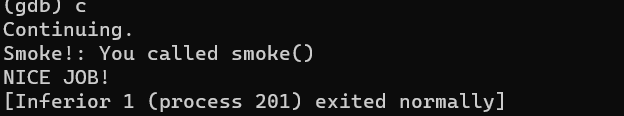 (gdb) c
Continuing.
Smoke!: You called smoke()
NICE JOB!
[Inferior 1 (process 201) exited normally]